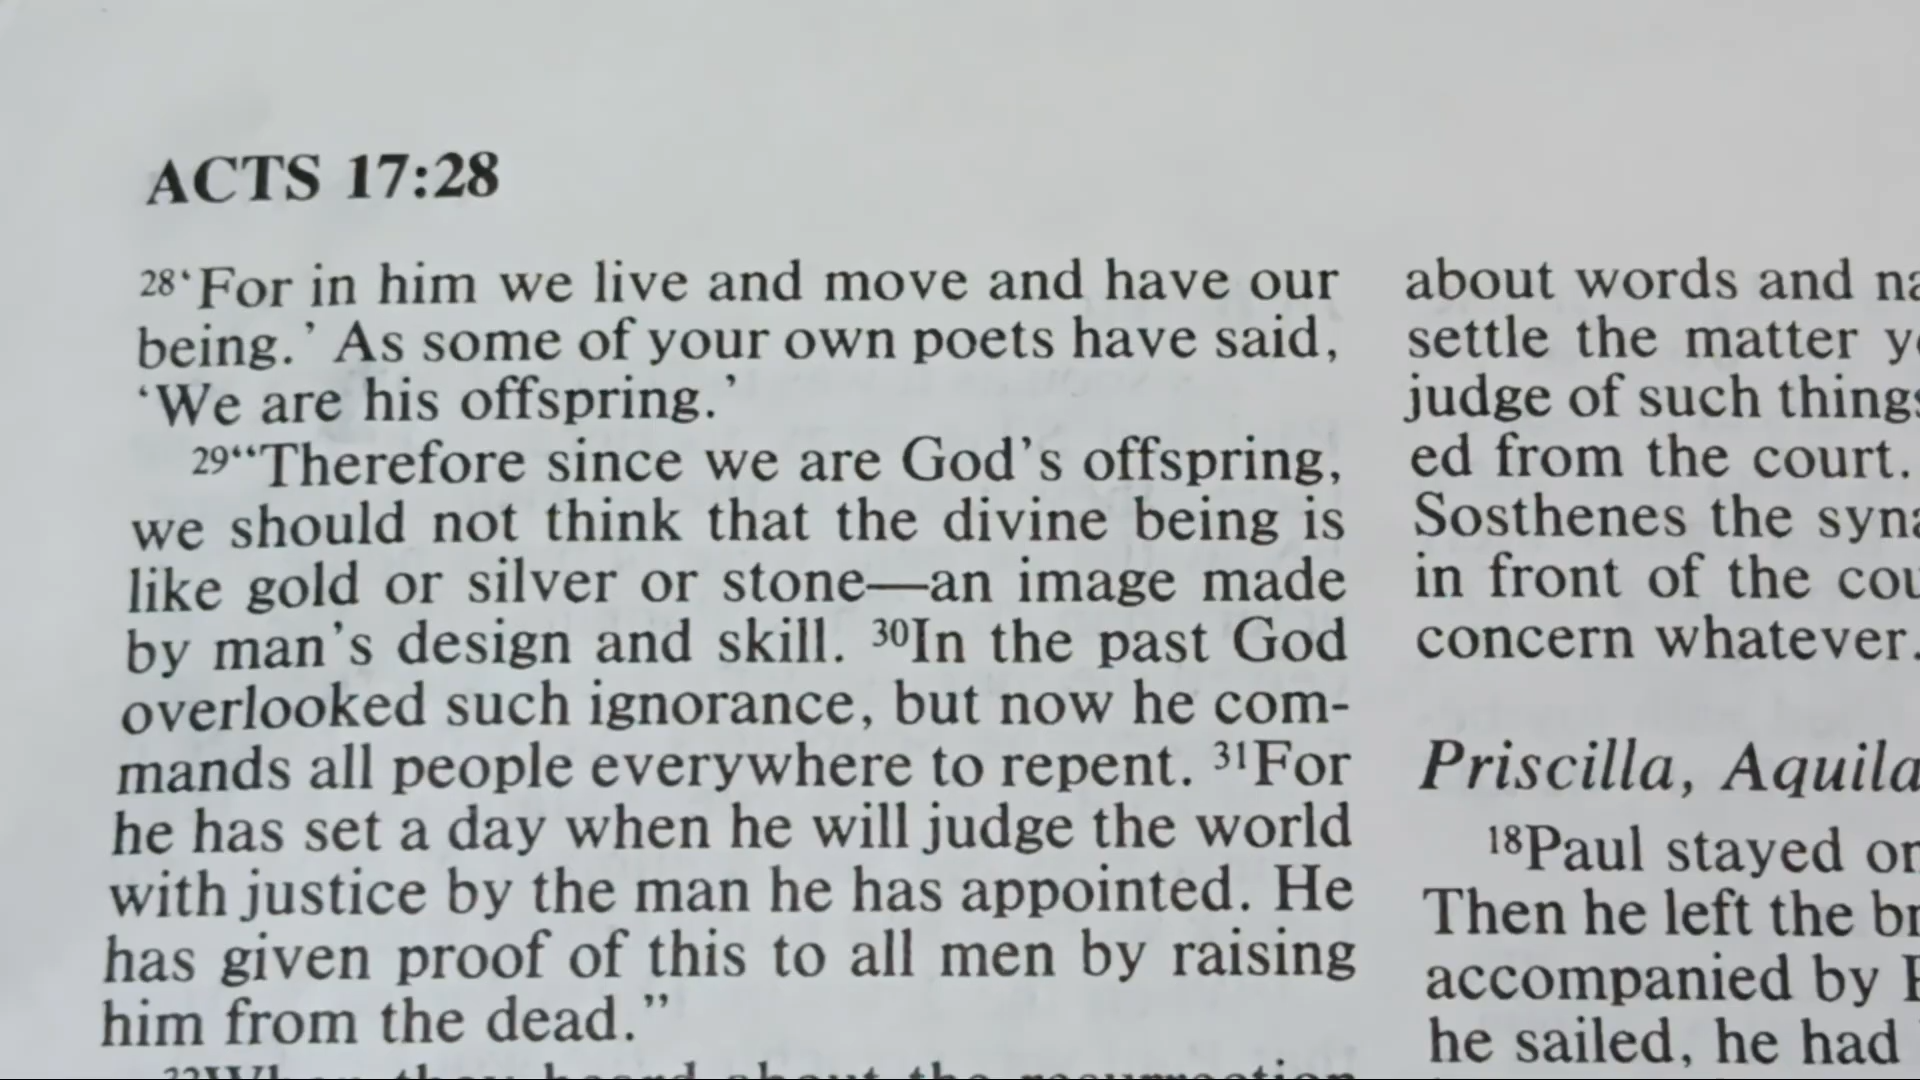 ACTS 17:28
28‘For in him we live and move and have our
being.’ As some of your own poets have said,
‘We are his offspring.’
29“Therefore since we are God’s offspring,
we should not think that the divine being is
like gold or silver or stone—an image made
by man’s design and skill. 30In the past God
overlooked such ignorance, but now he com-
mands all people everywhere to repent. 31For
he has set a day when he will judge the world
with justice by the man he has appointed. He
has given proof of this to all men by raising
him from the dead.”
about words and
settle the matter
judge of such things
ed from the court.
Sosthenes the
in front of the
concern whatever.
Priscilla, Aquila
18Paul stayed
Then he left the
accompanied by
he sailed, he had